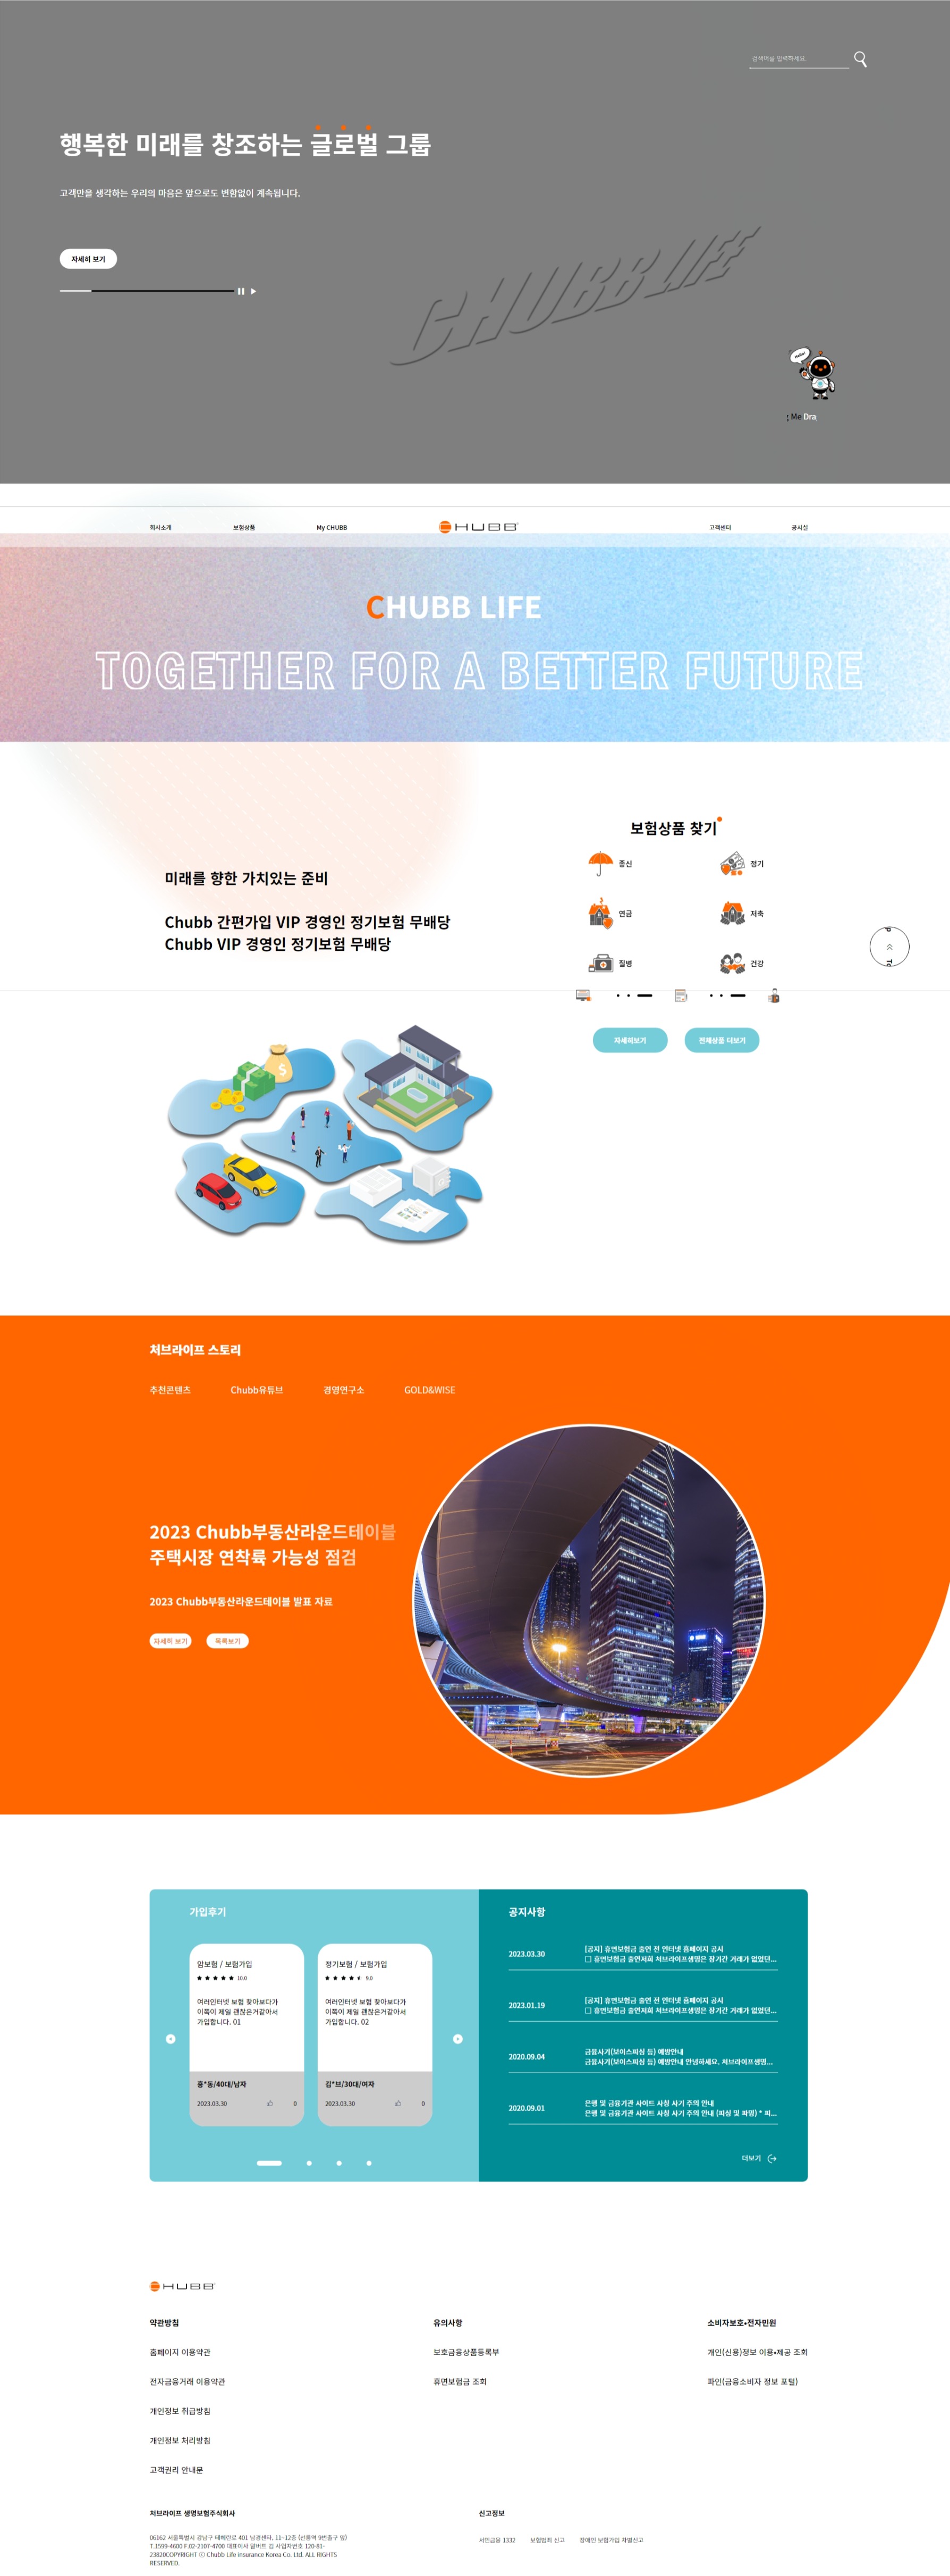 검색어를 입력하세요.
행복한 미래를 창조하는 글로벌 그룹
고객만을 생각하는 우리의 마음은 앞으로도 변함없이 계속됩니다.
자세히 보기
CHUBB LIFE
Me Dra
회사소개
보험상품
My CHUBB
HUBB
고객센터
공시실
CHUBB LIFE
TOGETHER FOR A BETTER FUTURE
보험상품 찾기
종신
정기
미래를 향한 가치있는 준비
연금
저축
Chubb 간편가입 VIP 경영인 정기보험 무배당
Chubb VIP 경영인 정기보험 무배당
질병
건강
자세히보기
전체상품 더보기
처브라이프 스토리
추천콘텐츠
Chubb유튜브
경영연구소
GOLD&WISE
2023 Chubb부동산라운드테이블
주택시장 연착륙 가능성 점검
2023 Chubb부동산라운드테이블 발표 자료
자세히 보기
목록보기
가입후기
암보험 / 보험가입
★ ★ ★ ★ ★ 10.0
여러인터넷 보험 찾아보다가
이쪽이 제일 괜찮은거같아서
가입합니다. 01
홍*동/40대/남자
2023.03.30
0
정기보험 / 보험가입
9.0
여러인터넷 보험 찾아보다가
이쪽이 제일 괜찮은거같아서
가입합니다. 02
김*브/30대/여자
2023.03.30
0
공지사항
2023.03.30
[공지] 휴면보험금 출연 전 인터넷 홈페이지 공시
□ 휴면보험금 출연저희 처브라이프생명은 장기간 거래가 없었던...
2023.01.19
[공지] 휴면보험금 출연 전 인터넷 홈페이지 공시
□ 휴면보험금 출연저희 처브라이프생명은 장기간 거래가 없었던...
2020.09.04
금융사기(보이스피싱 등) 예방안내
금융사기(보이스피싱 등) 예방안내 안녕하세요. 처브라이프생명...
2020.09.01
은행 및 금융기관 사이트 사칭 사기 주의 안내
은행 및 금융기관 사이트 사칭 사기 주의 안내 (피싱 및 파밍) * 피...
더보기
HUBB
약관방침
홈페이지 이용약관
전자금융거래 이용약관
개인정보 취급방침
개인정보 처리방침
고객권리 안내문
유의사항
보호금융상품등록부
휴면보험금 조회
소비자보호•전자민원
개인(신용)정보 이용•제공 조회
파인(금융소비자 정보 포털)
처브라이프 생명보험주식회사
06162 서울특별시 강남구 테헤란로 401 남경센타, 11-12층 (선릉역 9번출구 앞)
T.1599-4600 F.02-2107-4700 대표이사 알버트 김 사업자번호 120-81-
23820COPYRIGHT ⓒ Chubb Life insurance Korea Co. Ltd. ALL RIGHTS
RESERVED.
신고정보
서민금융 1332
보험범죄 신고
장애인 보험가입 차별신고